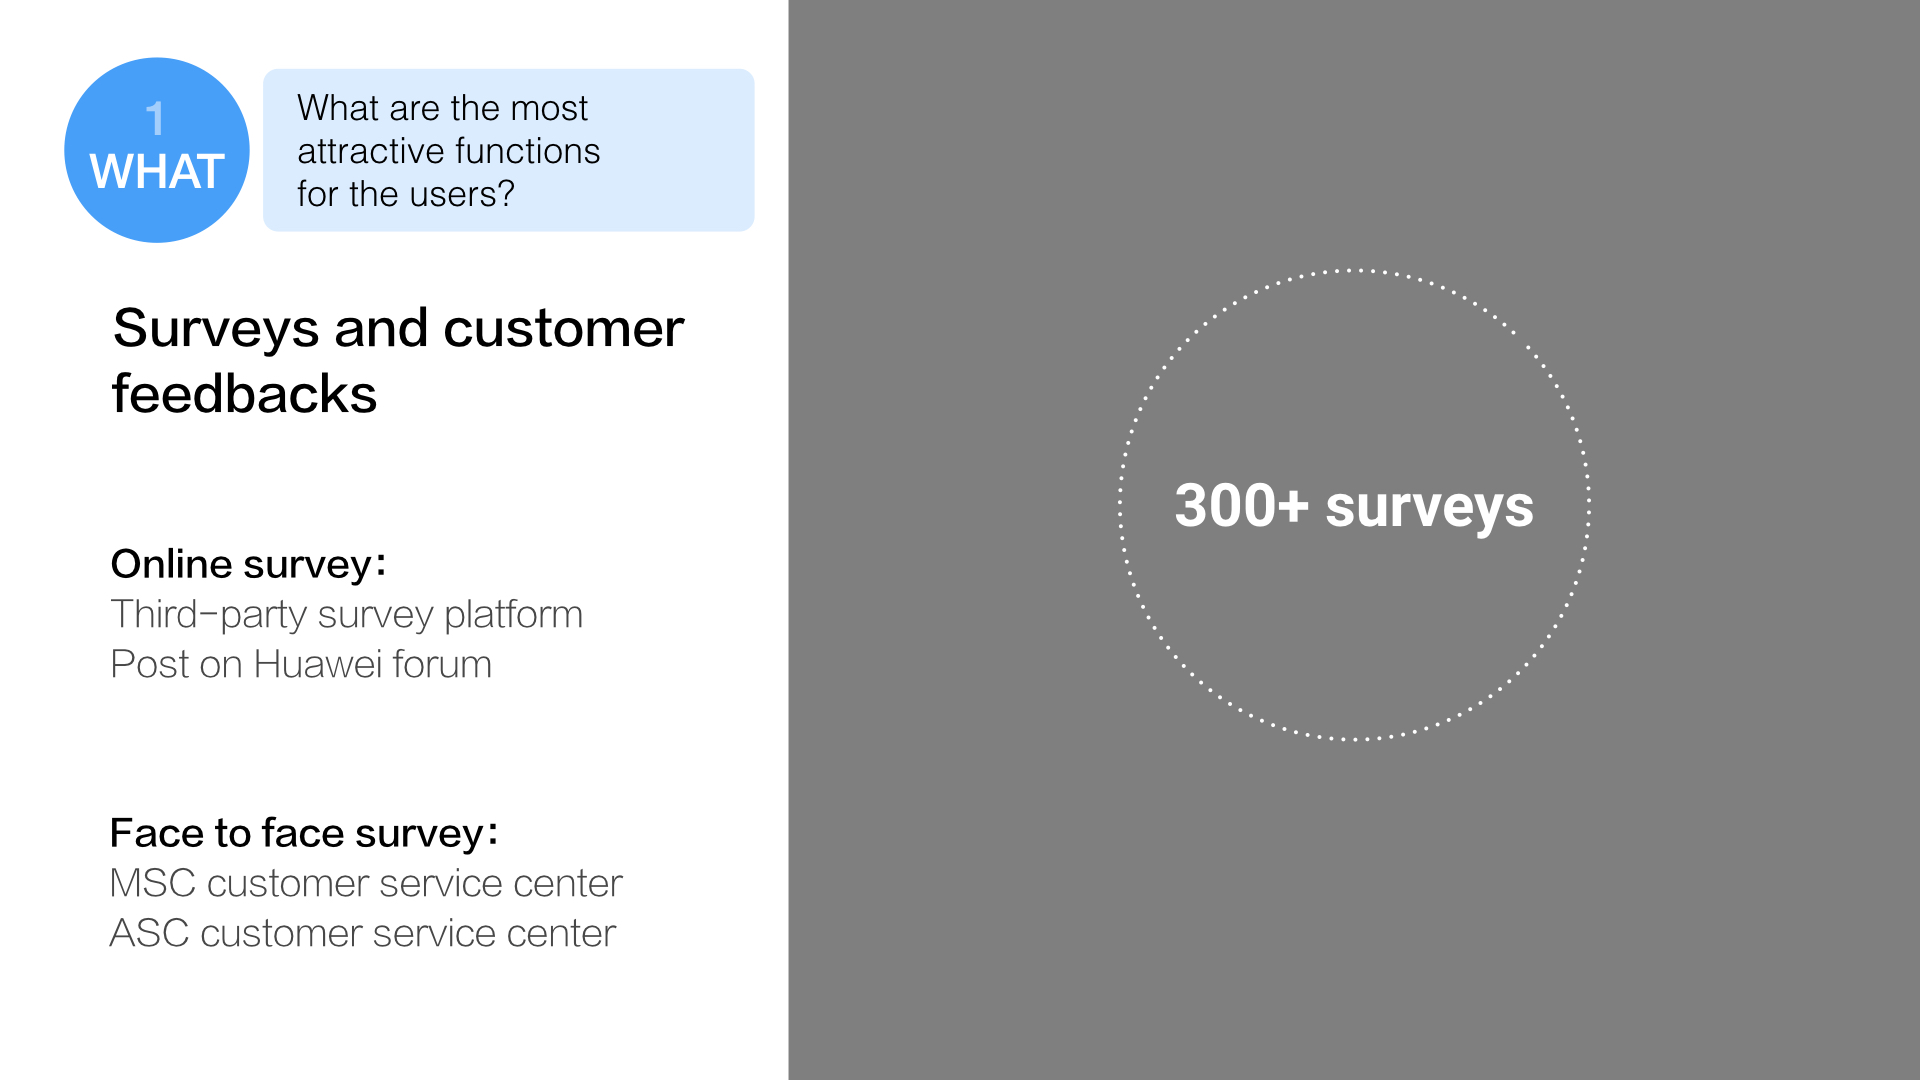 1
WHAT
What are the most
attractive functions
for the users?
Surveys and customer
feedbacks
Online survey:
Third-party survey platform
Post on Huawei forum
Face to face survey:
MSC customer service center
ASC customer service center
300+ surveys